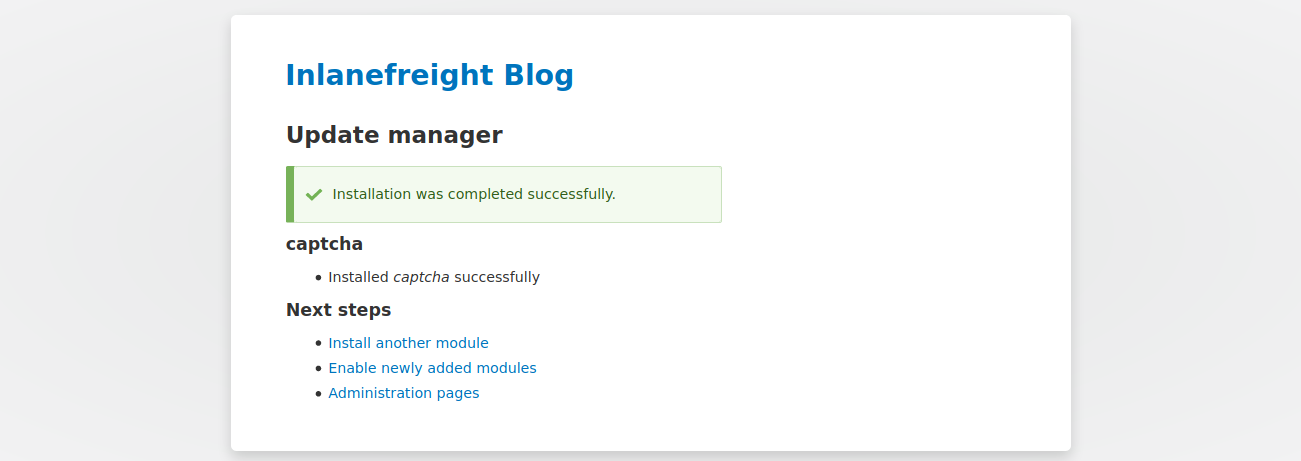 Inlanefreight Blog
Update manager
Installation was completed successfully.
captcha
Installed captcha successfully
Next steps
Install another module
Enable newly added modules
Administration pages